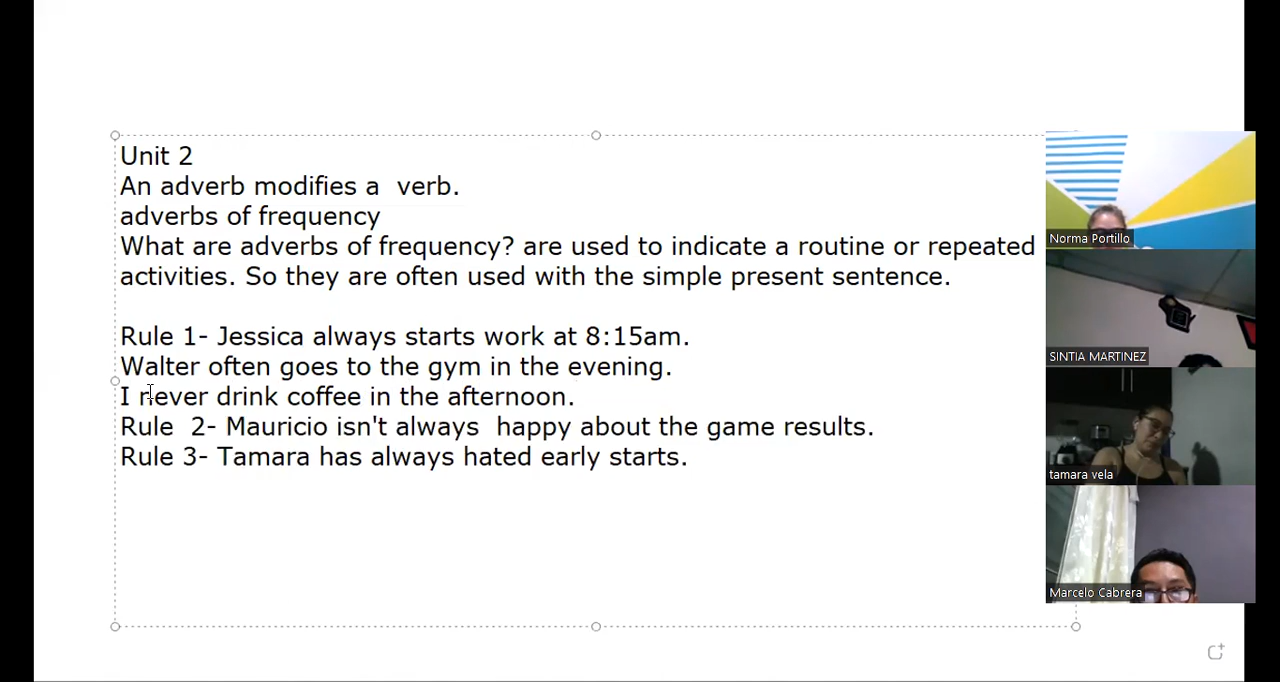 Unit 2
An adverb modifies a  verb.
adverbs of frequency
What are adverbs of frequency? are used to indicate a routine or repeated
activities. So they are often used with the simple present sentence.
Rule 1- Jessica always starts work at 8:15am.
Walter often goes to the gym in the evening.
I never drink coffee in the afternoon.
Rule  2- Mauricio isn't always  happy about the game results.
Rule 3- Tamara has always hated early starts.
Norma Portillo
SINTIA MARTINEZ
tamara vela
Marcelo Cabrera